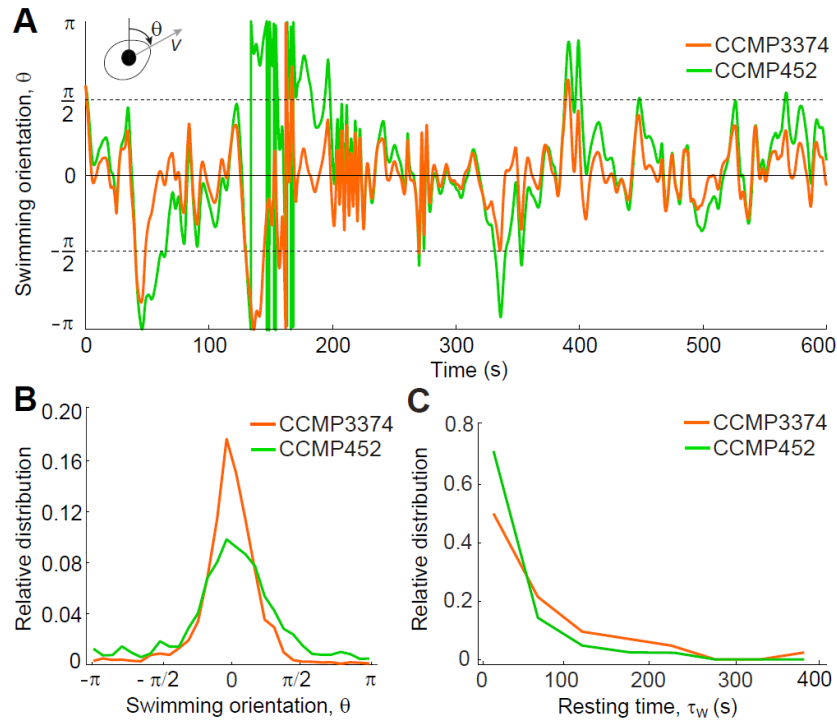 A
θ
V
CCMP3374
CCMP452
Swimming orientation, θ
π
π/2
0
-π/2
-π
0 100 200 300 400 500 600
Time (s)
B
CCMP3374
CCMP452
Relative distribution
0.20
0.16
0.12
0.08
0.04
0
-π - π/2 0 π/2 π
Swimming orientation, θ
C
CCMP3374
CCMP452
Relative distribution
0.8
0.6
0.4
0.2
0
0 100 200 300 400
Resting time, τW (s)